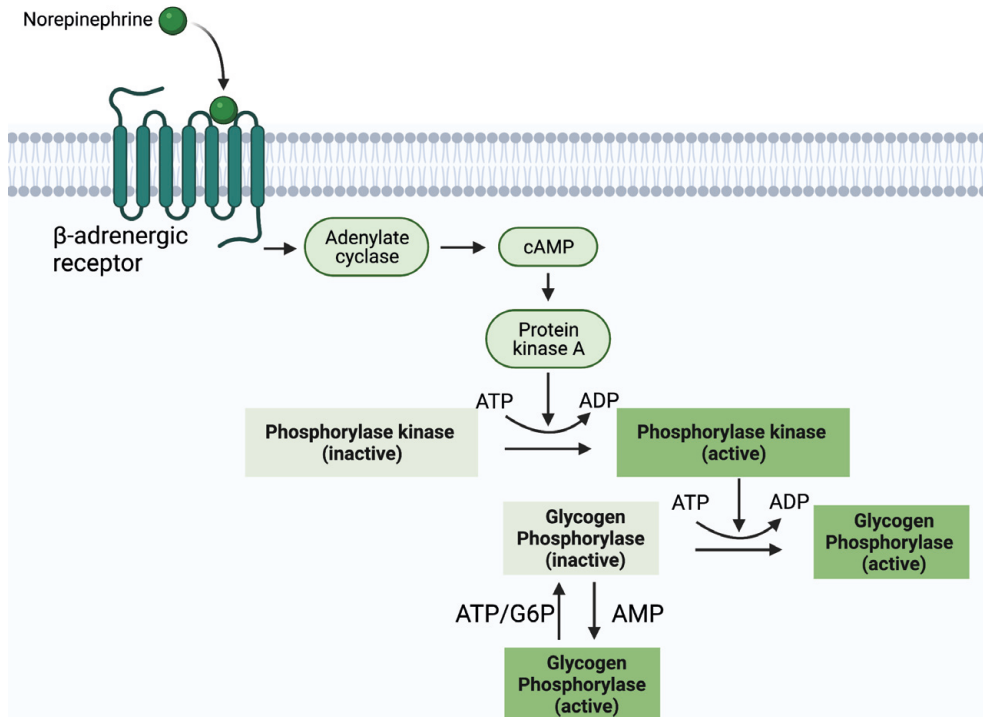 Norepinephrine
β-adrenergic
receptor
Adenylate
cyclase
cAMP
Protein
kinase A
ATP
ADP
Phosphorylase kinase
(inactive)
Phosphorylase kinase
(active)
ATP
ADP
Glycogen
Phosphorylase
(inactive)
Glycogen
Phosphorylase
(active)
ATP/G6P
AMP
Glycogen
Phosphorylase
(active)